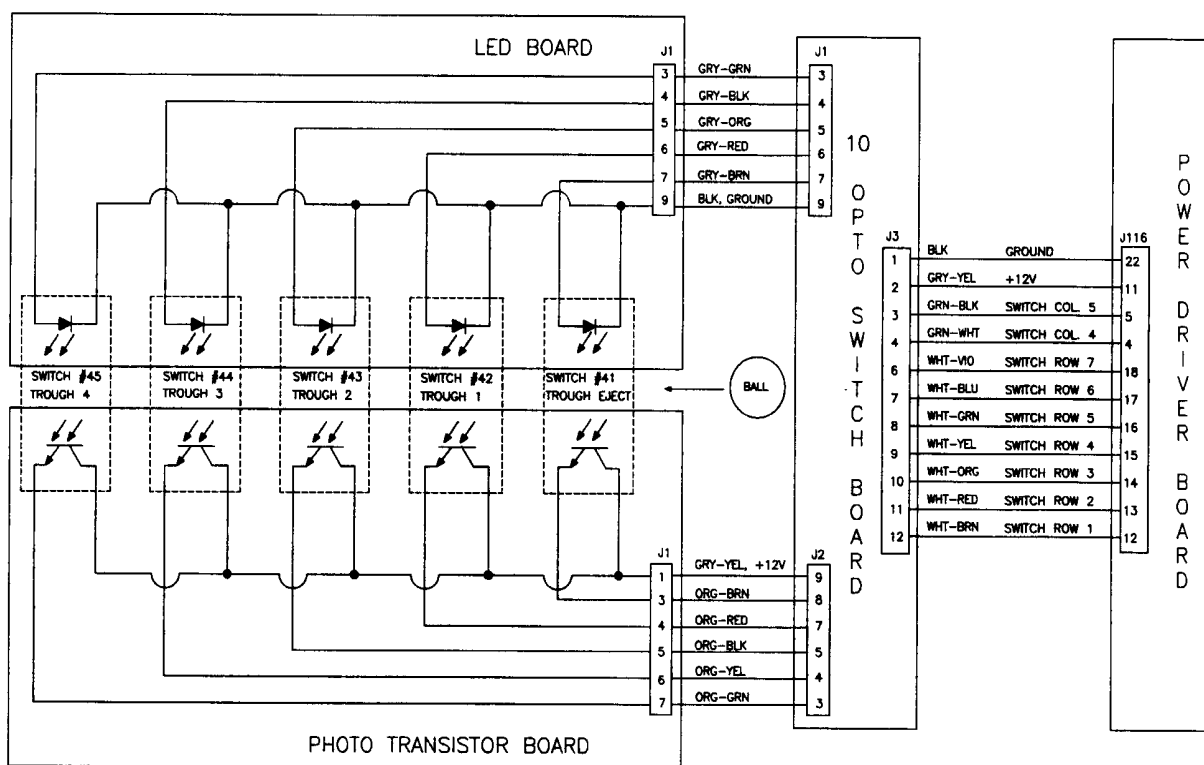 LED BOARD
J1
3
4
5
6
7
9
GRY-GRN
GRY-BLK
GRY-ORG
GRY-RED
GRY-BRN
BLK, GROUND
J1
3
4
5
6
7
9
10 OPTO SWITCH BOARD
SWITCH #45
TROUGH 4
SWITCH #44
TROUGH 3
SWITCH #43
TROUGH 2
SWITCH #42
TROUGH 1
SWITCH #41
TROUGH EJECT
BALL
J3
1
2
3
4
6
7
8
9
10
11
12
BLK GROUND
GRY-YEL +12V
GRN-BLK SWITCH COL. 5
GRN-WHT SWITCH COL. 4
WHT-VIO SWITCH ROW 7
WHT-BLU SWITCH ROW 6
WHT-GRN SWITCH ROW 5
WHT-YEL SWITCH ROW 4
WHT-ORG SWITCH ROW 3
WHT-RED SWITCH ROW 2
WHT-BRN SWITCH ROW 1
J116
22
11
5
4
18
17
16
15
14
13
12
POWER DRIVER BOARD
J1
1
3
4
5
6
7
GRY-YEL, +12V
ORG-BRN
ORG-RED
ORG-BLK
ORG-YEL
ORG-GRN
J2
9
8
7
5
4
3
PHOTO TRANSISTOR BOARD